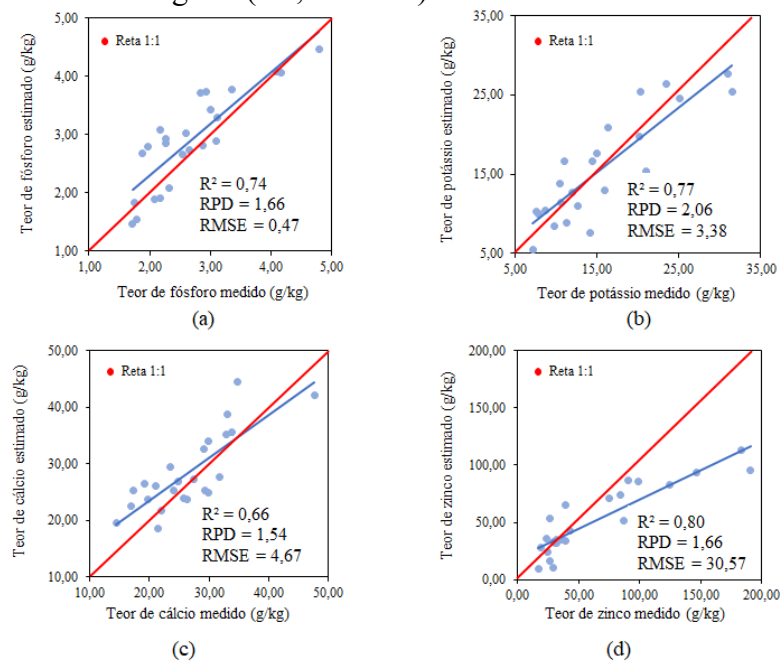 5,00
4,00
3,00
2,00
1,00
Teor de fósforo estimado (g/kg)
Reta 1:1
R² = 0,74
RPD = 1,66
RMSE = 0,47
1,00 2,00 3,00 4,00 5,00
Teor de fósforo medido (g/kg)
(a)
35,00
25,00
15,00
5,00
Teor de potássio estimado (g/kg)
Reta 1:1
R² = 0,77
RPD = 2,06
RMSE = 3,38
5,00 15,00 25,00 35,00
Teor de potássio medido (g/kg)
(b)
50,00
40,00
30,00
20,00
10,00
Teor de cálcio estimado (g/kg)
Reta 1:1
R² = 0,66
RPD = 1,54
RMSE = 4,67
10,00 20,00 30,00 40,00 50,00
Teor de cálcio medido (g/kg)
(c)
200,00
150,00
100,00
50,00
0,00
Teor de zinco estimado (g/kg)
Reta 1:1
R² = 0,80
RPD = 1,66
RMSE = 30,57
0,00 50,00 100,00 150,00 200,00
Teor de zinco medido (g/kg)
(d)